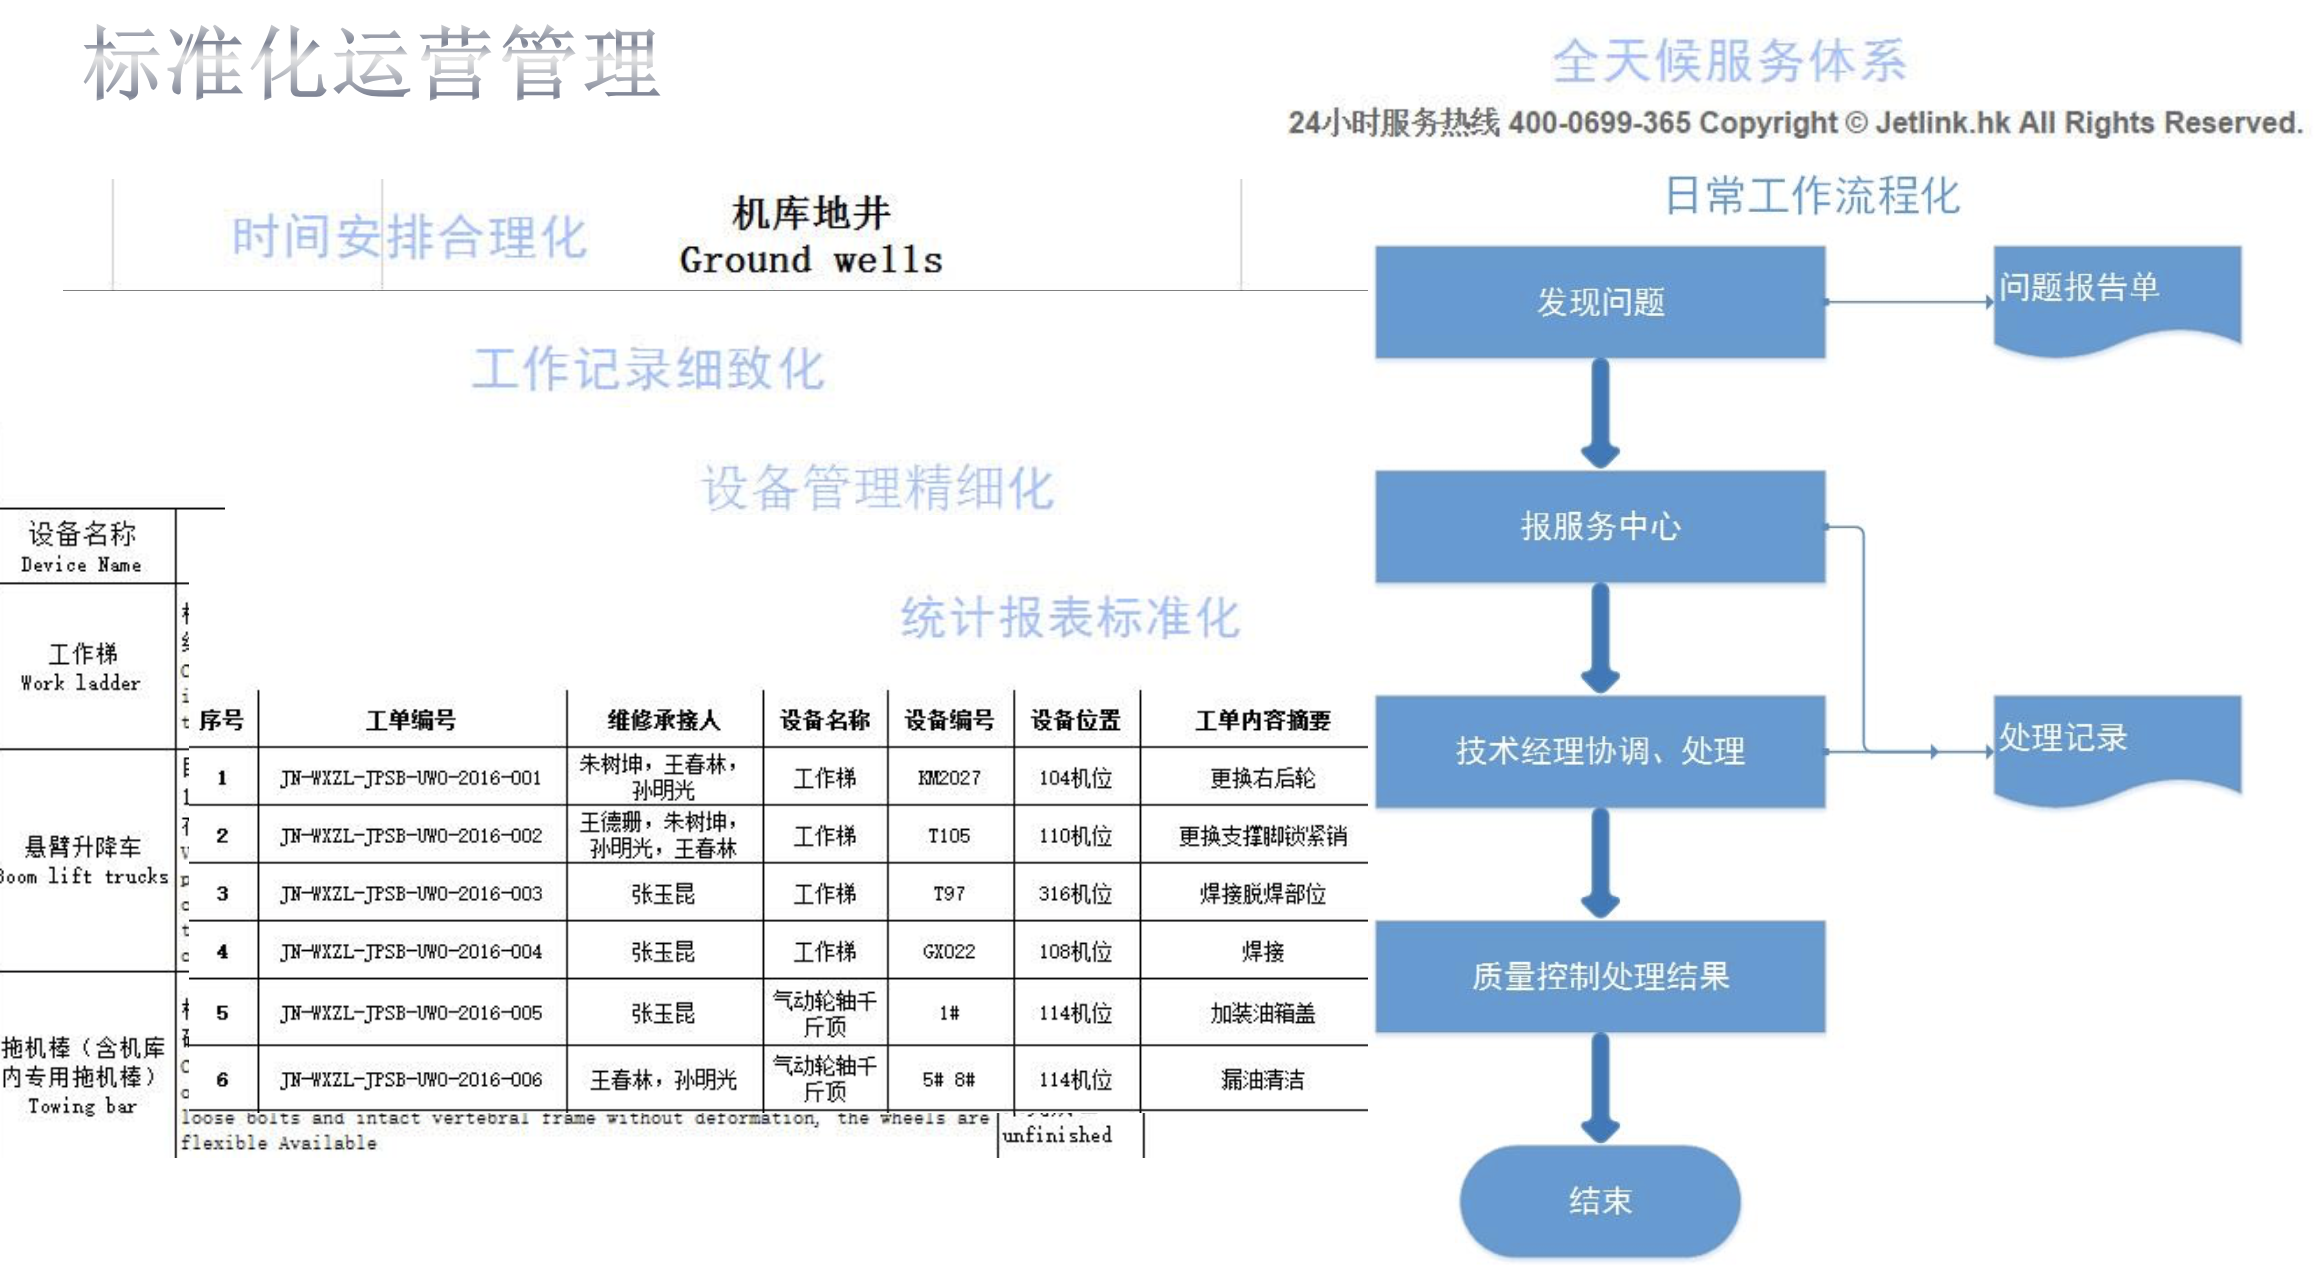 标准化运营管理
全天候服务体系
24小时服务热线 400-0699-365 Copyright © Jetlink.hk All Rights Reserved.
时间安排合理化
机库地井
Ground wells
工作记录细致化
设备管理精细化
统计报表标准化
设备名称
Device Name
工作梯
Work ladder
悬臂升降车
Boom lift trucks
拖机棒（含机库
内专用拖机棒）
Towing bar
序号 工单编号 维修承接人 设备名称 设备编号 设备位置 工单内容摘要
1 JN-WXZL-JPSB-UWO-2016-001 朱树坤，王春林，孙明光 工作梯 KM2027 104机位 更换右后轮
2 JN-WXZL-JPSB-UWO-2016-002 王德珊，朱树坤，孙明光，王春林 工作梯 T105 110机位 更换支撑脚锁紧销
3 JN-WXZL-JPSB-UWO-2016-003 张玉昆 工作梯 T97 316机位 焊接脱焊部位
4 JN-WXZL-JPSB-UWO-2016-004 张玉昆 工作梯 GX022 108机位 焊接
5 JN-WXZL-JPSB-UWO-2016-005 张玉昆 气动轮轴千斤顶 1# 114机位 加装油箱盖
6 JN-WXZL-JPSB-UWO-2016-006 王春林，孙明光 气动轮轴千斤顶 5# 8# 114机位 漏油清洁
loose bolts and intact vertebral frame without deformation, the wheels are
flexible Available
unfinished
日常工作流程化
发现问题
问题报告单
报服务中心
技术经理协调、处理
处理记录
质量控制处理结果
结束